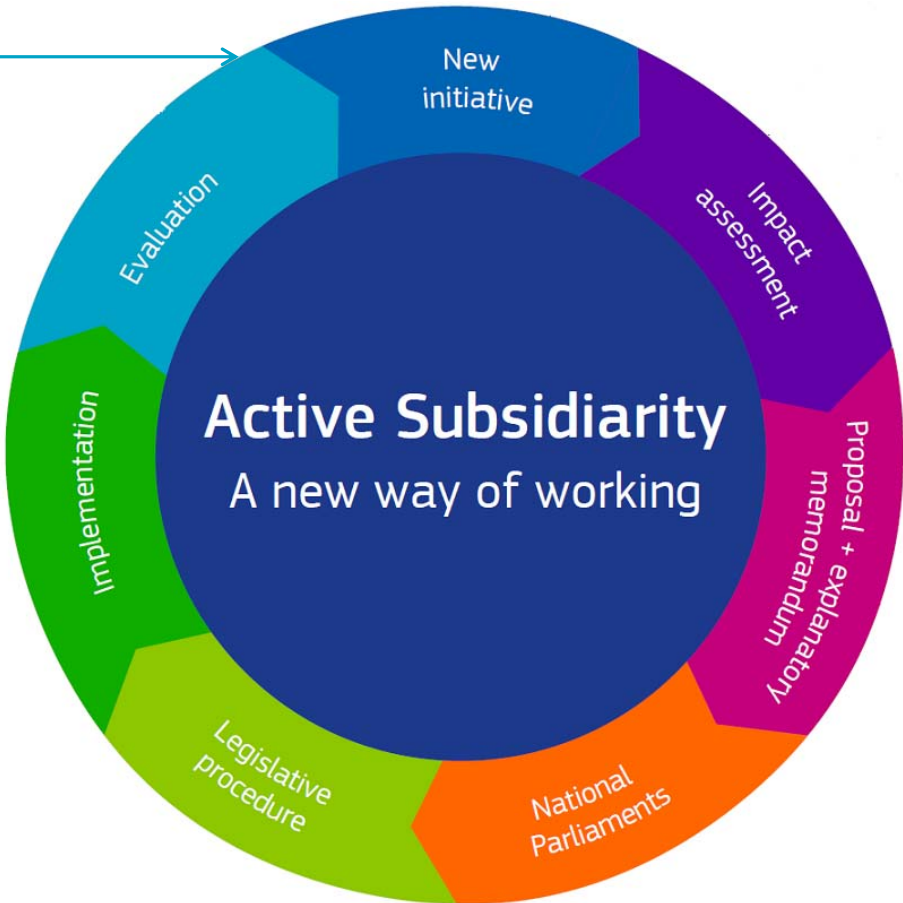 New
initiative
Impact
assessment
Proposal + explanatory
memorandum
National
Parliaments
Legislative
procedure
Implementation
Evaluation
Active Subsidiarity
A new way of working